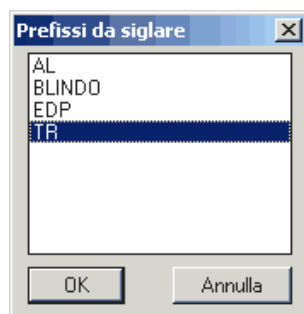 Prefissi da siglare
AL
BLINDO
EDP
TR
OK Annulla